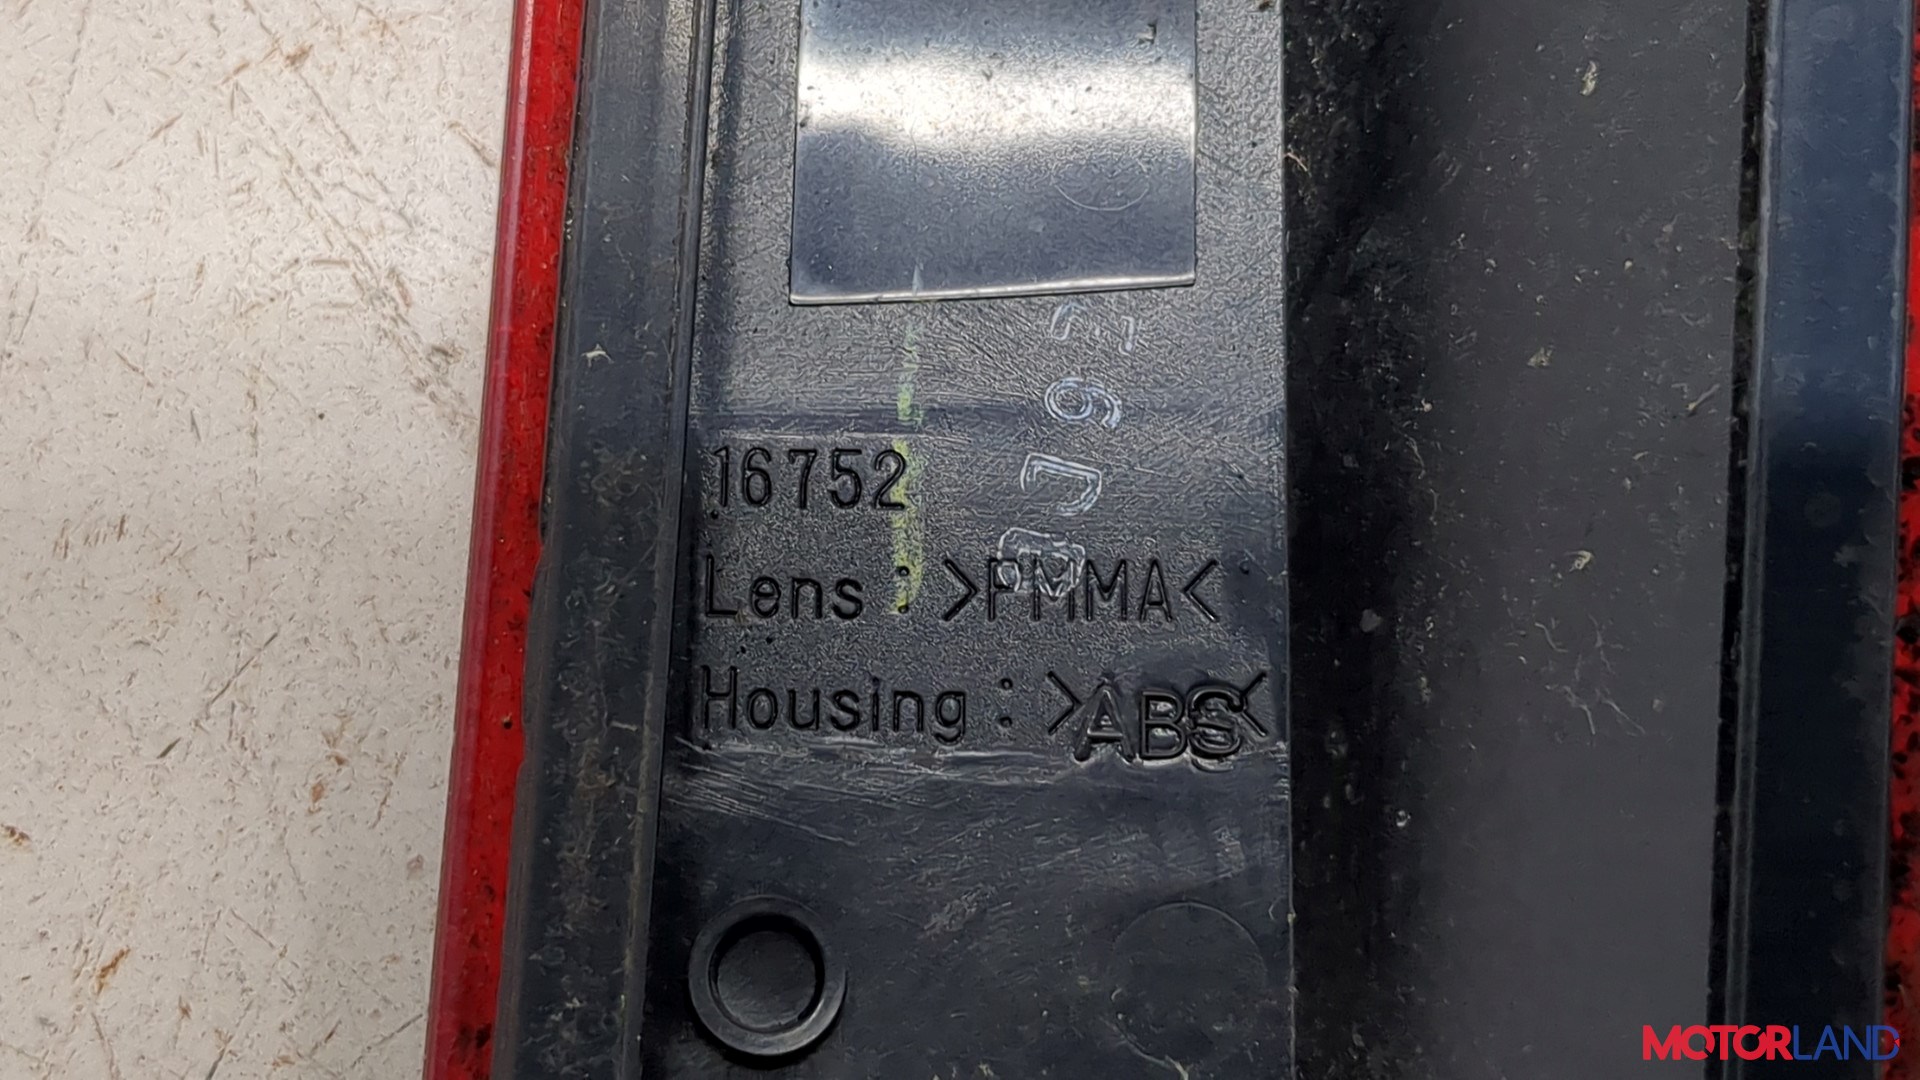 16752
Lens : >PMMA<
Housing : >ABS<
MOTORLAND